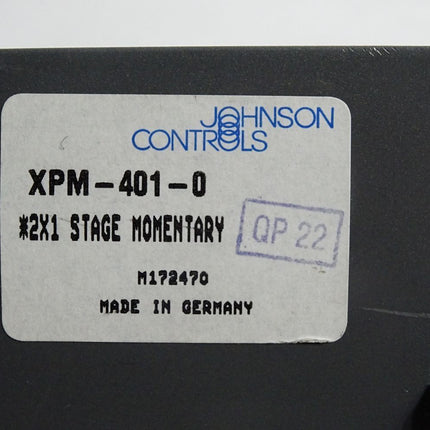 JOHNSON
CONTROLS
XPM-401-0
*2X1 STAGE MOMENTARY
QP 22
M172470
MADE IN GERMANY